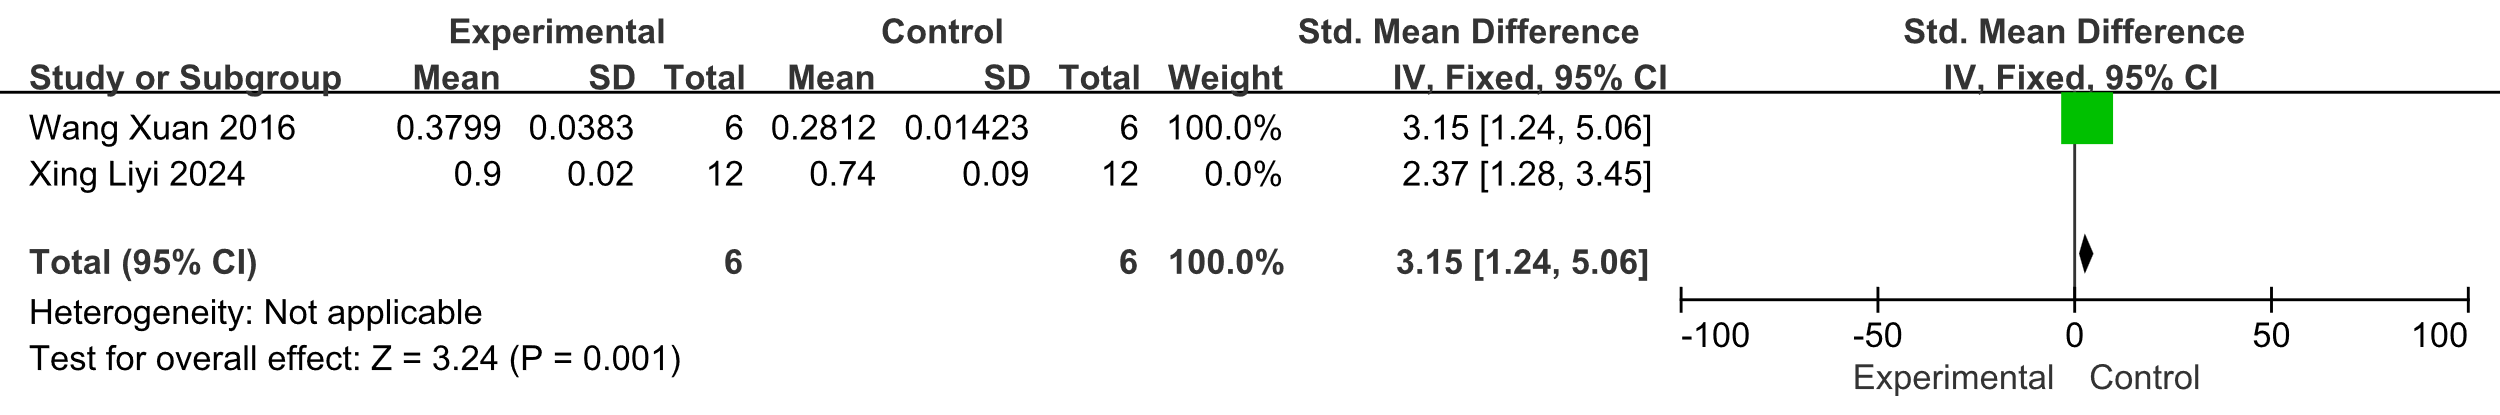 Experimental Control Std. Mean Difference Std. Mean Difference
Study or Subgroup Mean SD Total Mean SD Total Weight IV, Fixed, 95% CI IV, Fixed, 95% CI
Wang Xuan 2016 0.3799 0.0383 6 0.2812 0.01423 6 100.0% 3.15 [1.24, 5.06]
Xing Liyi 2024 0.9 0.02 12 0.74 0.09 12 0.0% 2.37 [1.28, 3.45]
Total (95% CI) 6 6 100.0% 3.15 [1.24, 5.06]
Heterogeneity: Not applicable
Test for overall effect: Z = 3.24 (P = 0.001)
-100 -50 0 50 100
Experimental Control